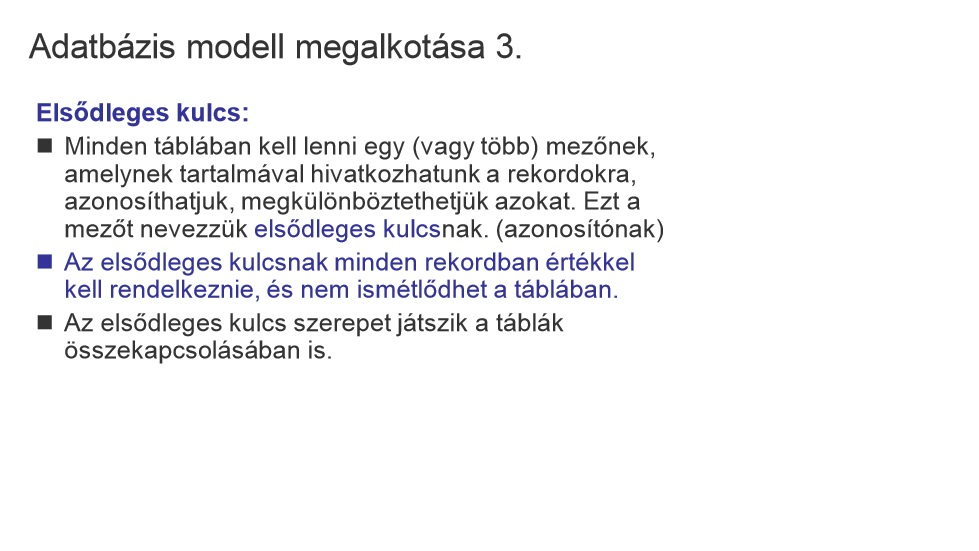 Adatbázis modell megalkotása 3.
Elsődleges kulcs:
Minden táblában kell lenni egy (vagy több) mezőnek,
amelynek tartalmával hivatkozhatunk a rekordokra,
azonosíthatjuk, megkülönböztethetjük azokat. Ezt a
mezőt nevezzük elsődleges kulcsnak. (azonosítónak)
Az elsődleges kulcsnak minden rekordban értékkel
kell rendelkeznie, és nem ismétlődhet a táblában.
Az elsődleges kulcs szerepet játszik a táblák
összekapcsolásában is.